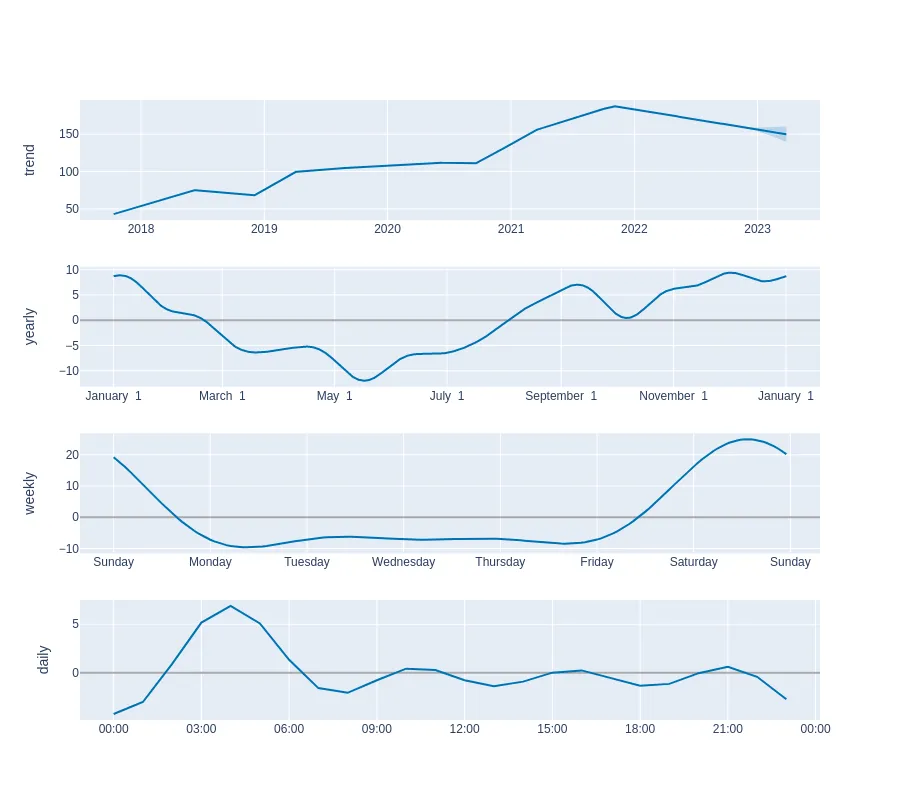 trend
150
100
50
2018 2019 2020 2021 2022 2023
yearly
10
5
0
−5
−10
January 1 March 1 May 1 July 1 September 1 November 1 January 1
weekly
20
10
0
−10
Sunday Monday Tuesday Wednesday Thursday Friday Saturday Sunday
daily
5
0
00:00 03:00 06:00 09:00 12:00 15:00 18:00 21:00 00:00